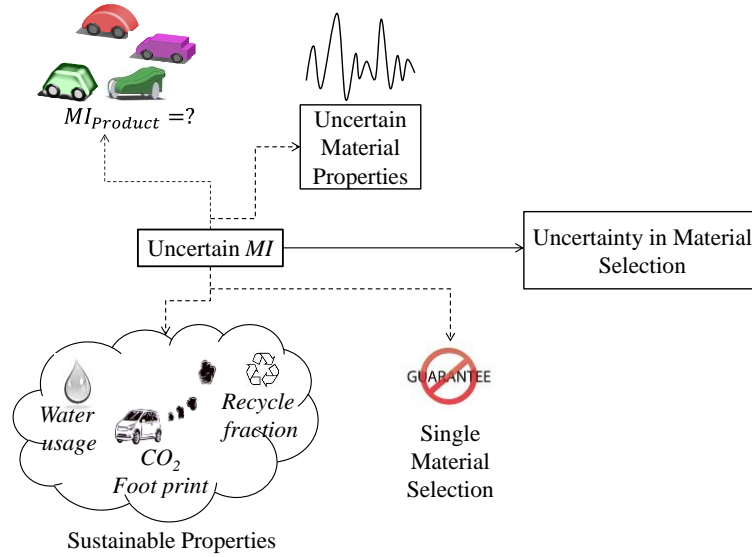 MI_Product =?
Uncertain
Material
Properties
Uncertain MI
Uncertainty in Material
Selection
Water
usage
Recycle
fraction
CO₂
Foot print
Sustainable Properties
GUARANTEE
Single
Material
Selection